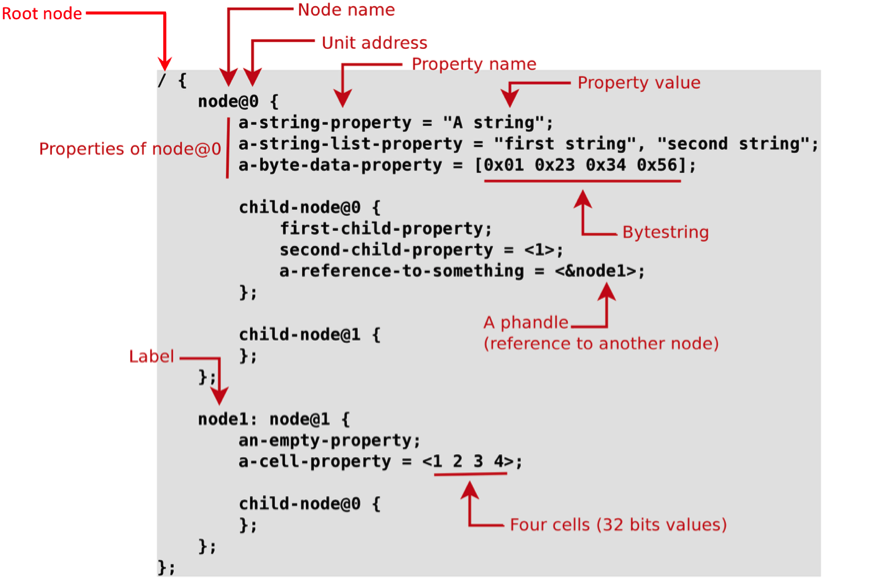 Root node
Node name
Unit address
Property name
Property value
/ {
node@0 {
a-string-property = "A string";
a-string-list-property = "first string", "second string";
Properties of node@0
a-byte-data-property = [0x01 0x23 0x34 0x56];
child-node@0 {
first-child-property;
Bytestring
second-child-property = <1>;
a-reference-to-something = <&node1>;
};
A phandle
(reference to another node)
child-node@1 {
Label
};
};
node1: node@1 {
an-empty-property;
a-cell-property = <1 2 3 4>;
child-node@0 {
Four cells (32 bits values)
};
};
};